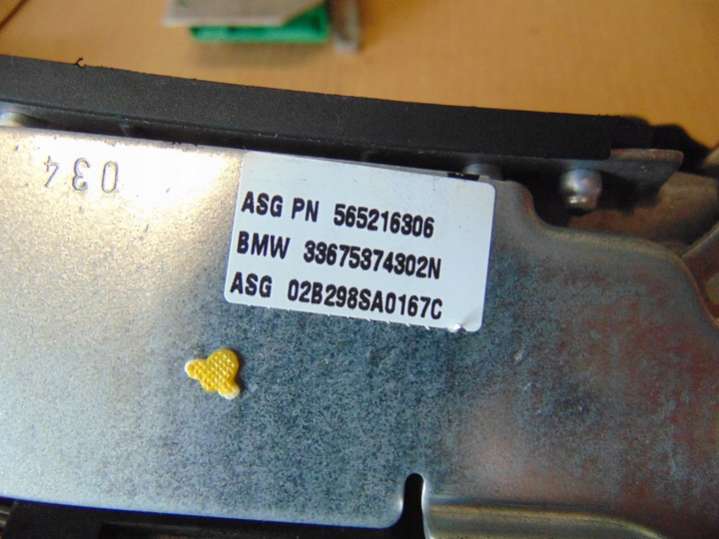 034
ASG PN 565216306
BMW 33675374302N
ASG 02B298SA0167C